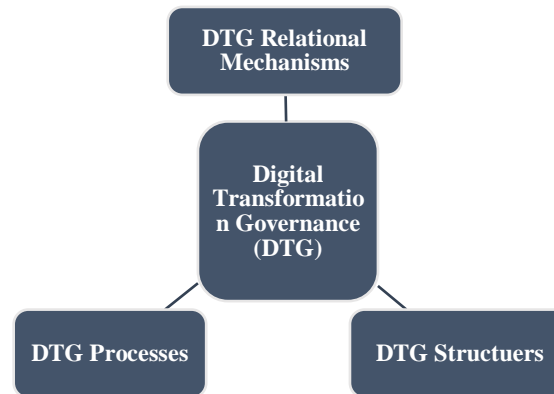 DTG Relational
Mechanisms
Digital
Transformatio
n Governance
(DTG)
DTG Processes
DTG Structuers